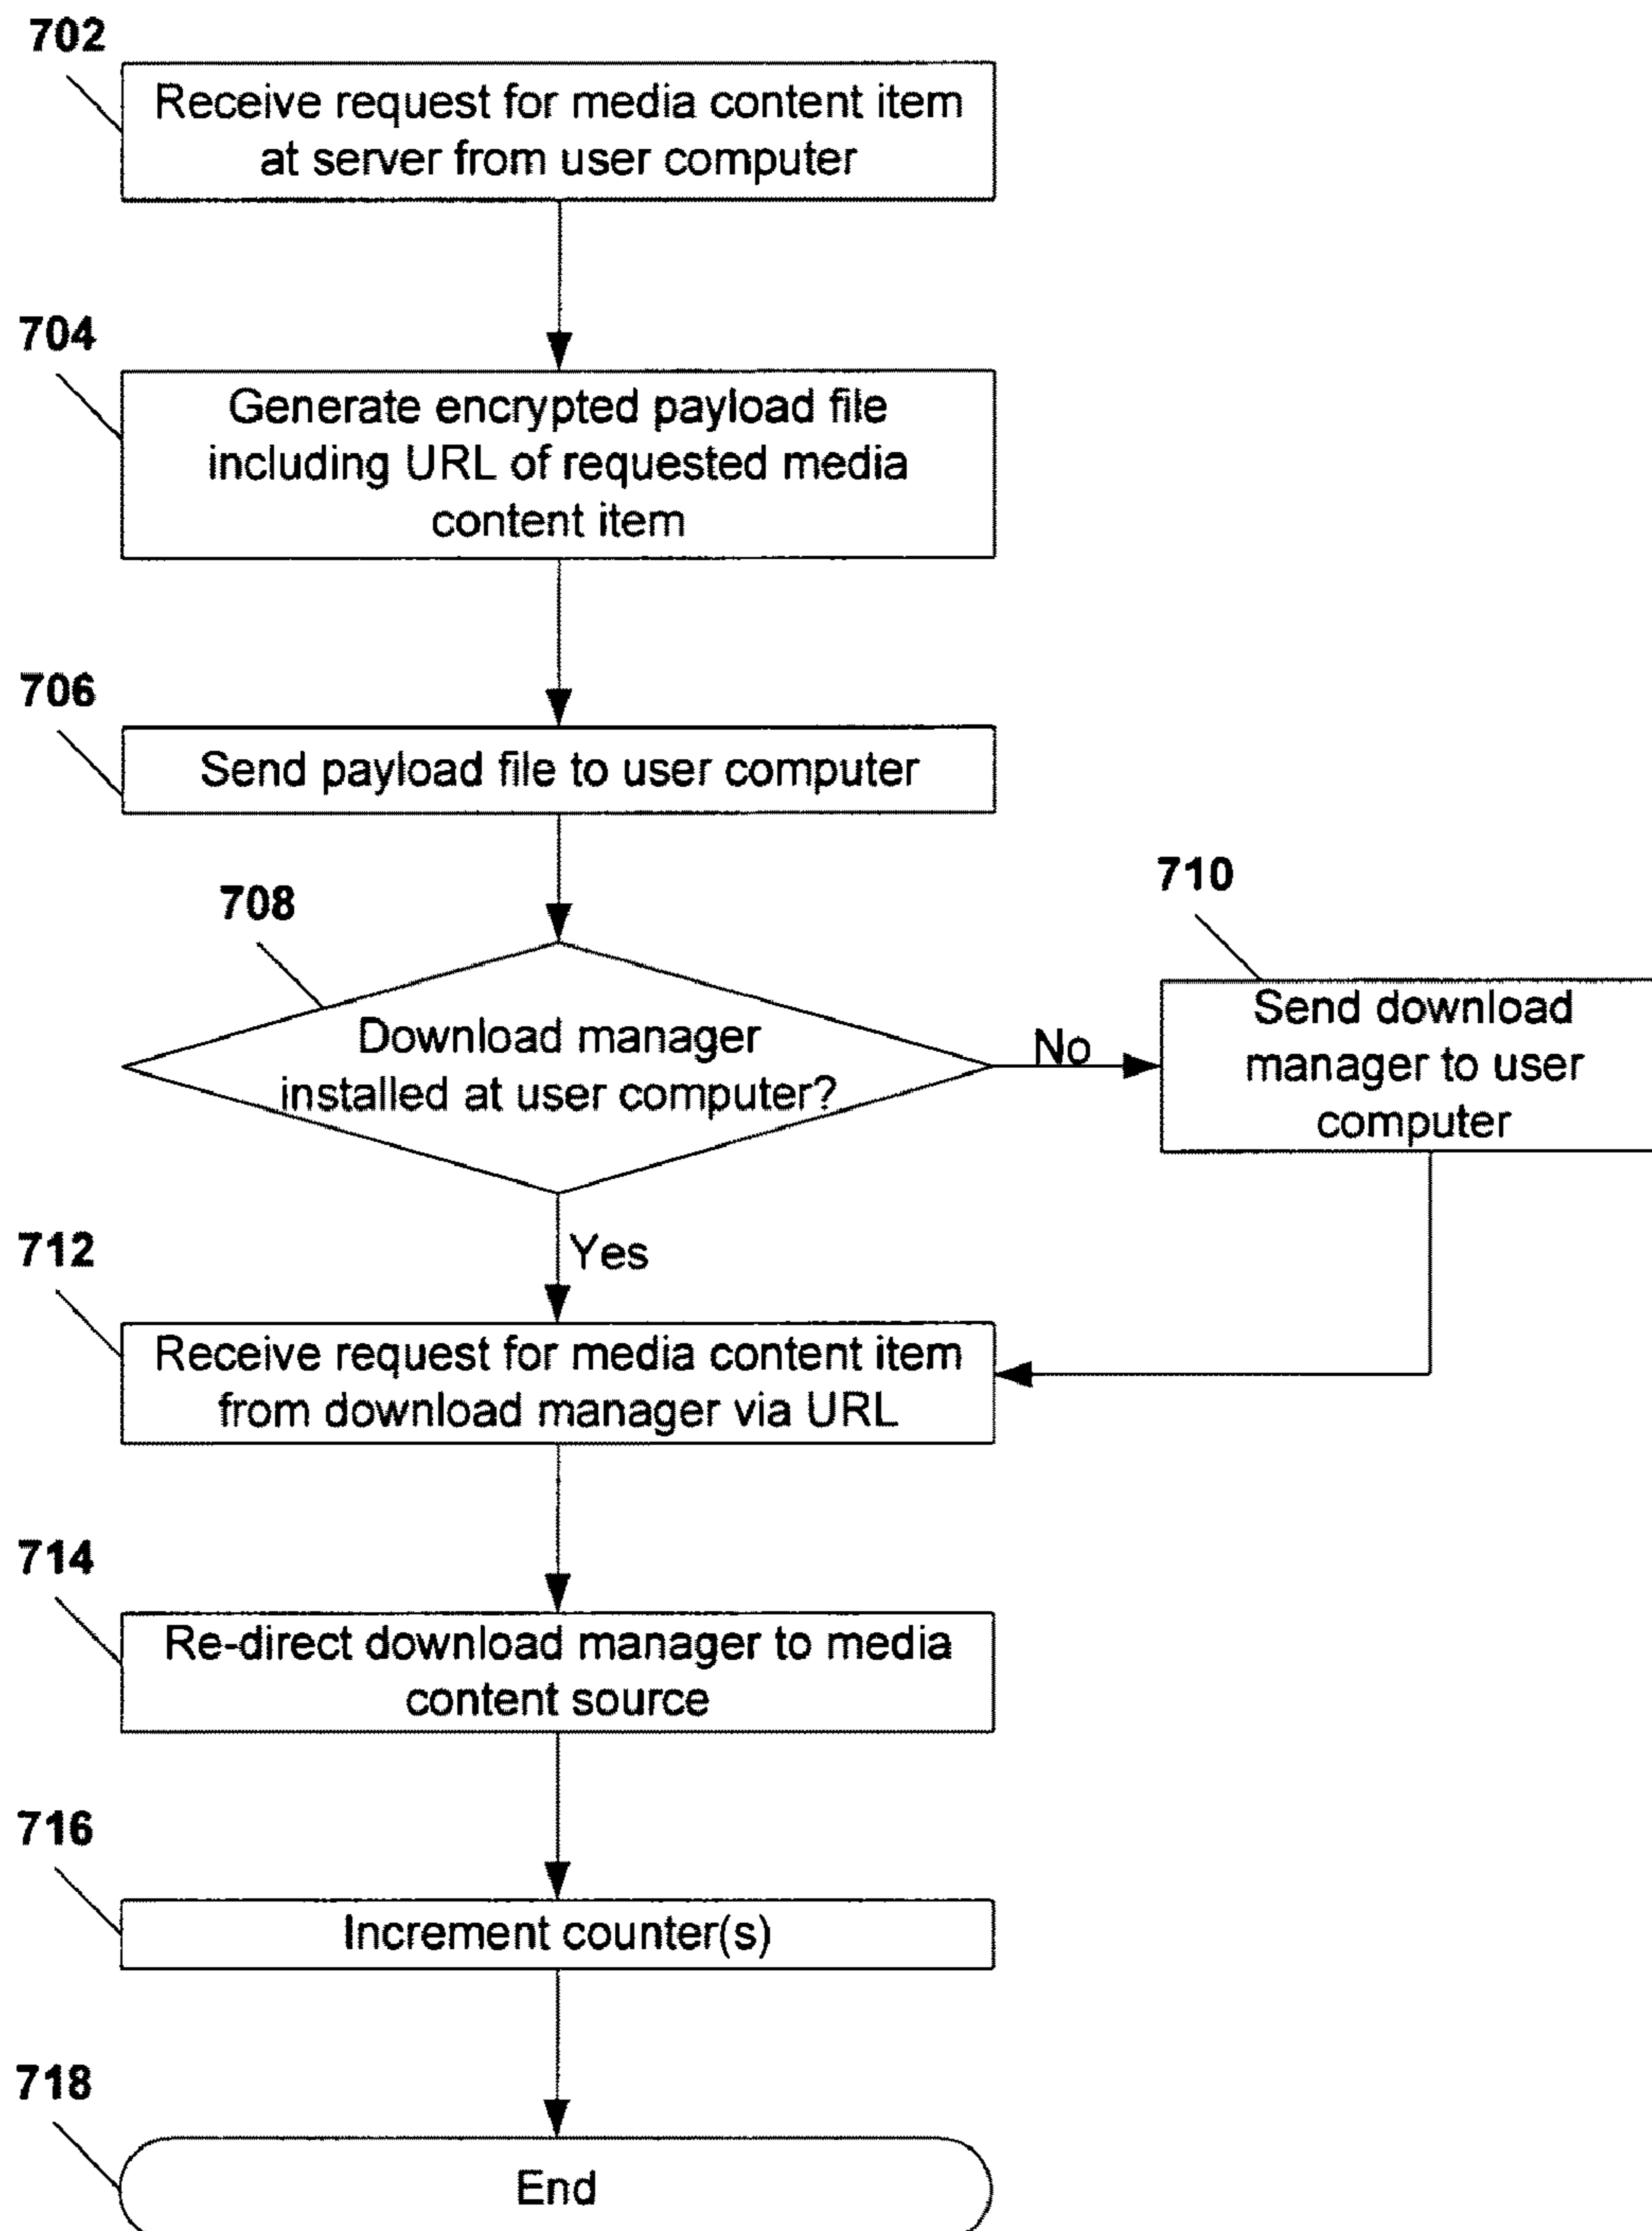 702
Receive request for media content item
at server from user computer
704
Generate encrypted payload file
including URL of requested media
content item
706
Send payload file to user computer
708
Download manager
installed at user computer?
No
710
Send download
manager to user
computer
Yes
712
Receive request for media content item
from download manager via URL
714
Re-direct download manager to media
content source
716
Increment counter(s)
718
End